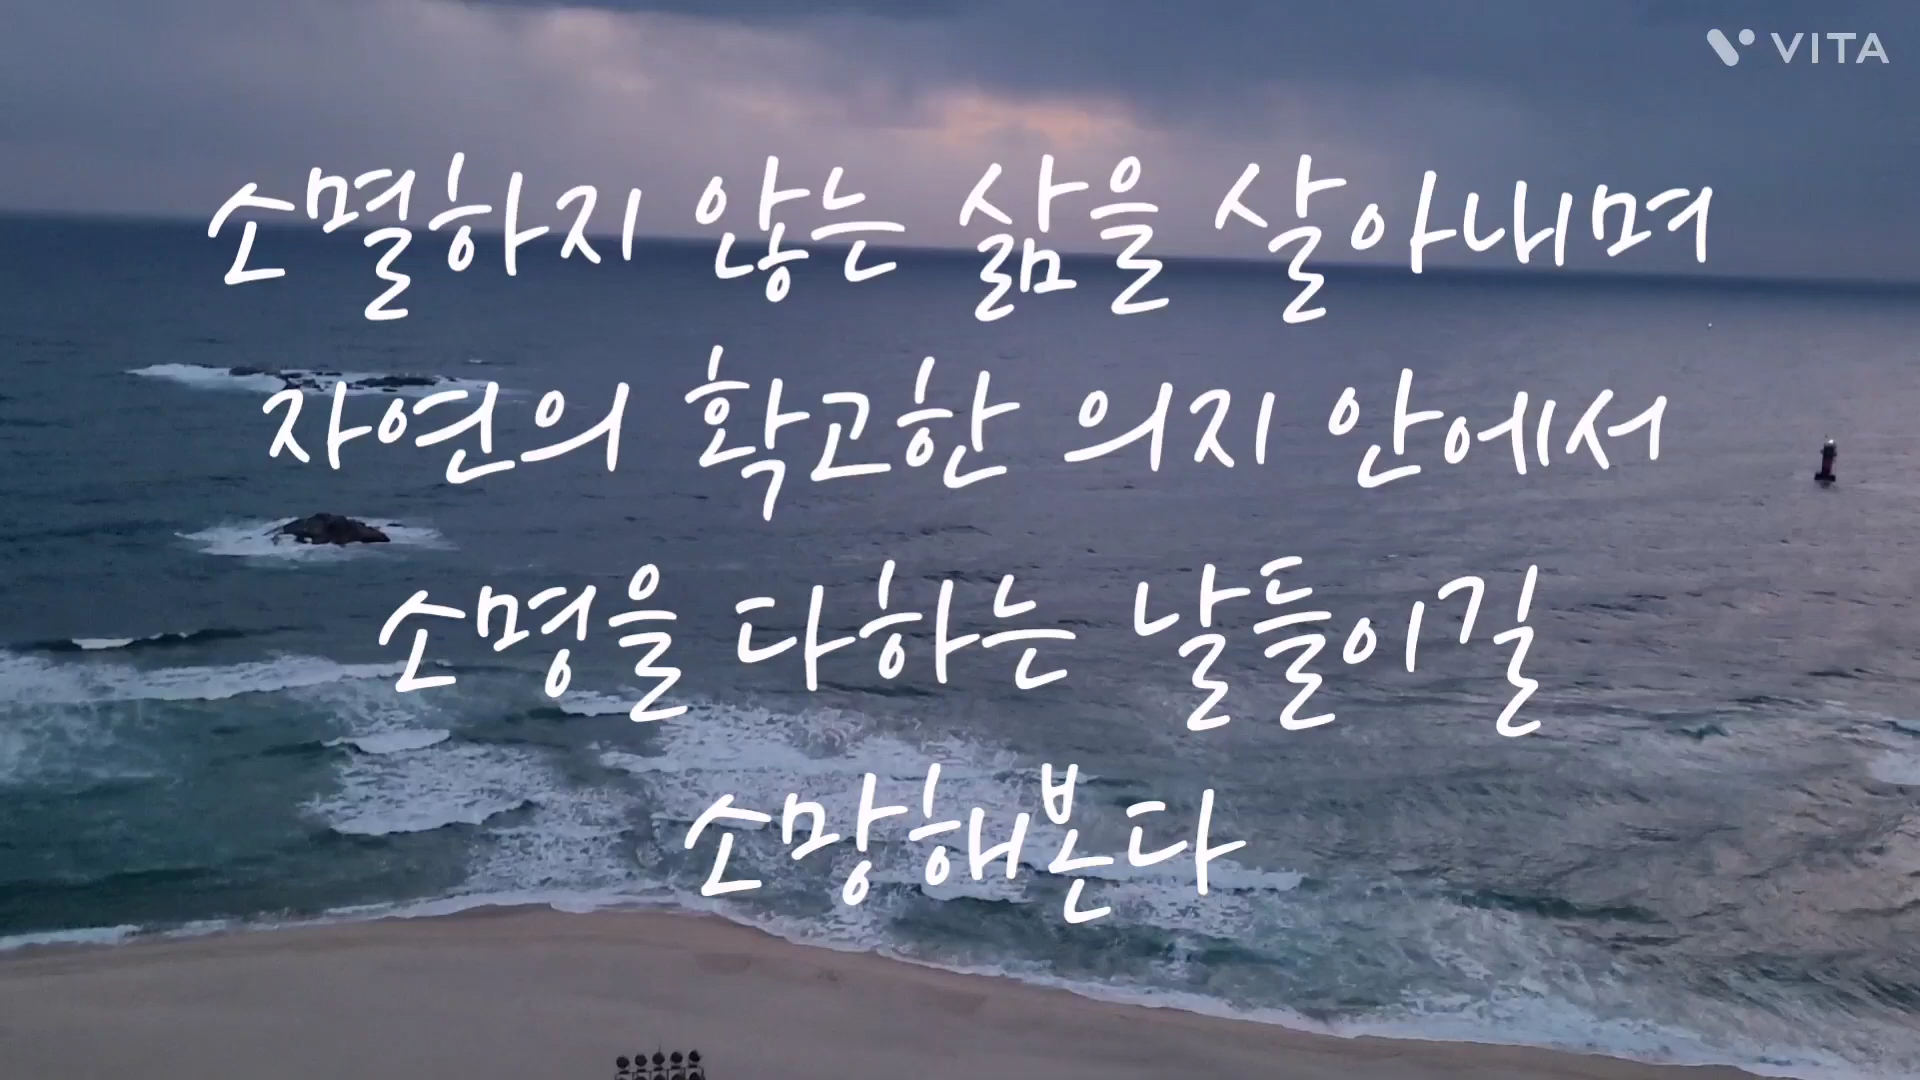 VITA
소멸하지 않는 삶을 살아내며
자연의 확고한 의지 안에서
소명을 다하는 날들이길
소망해본다